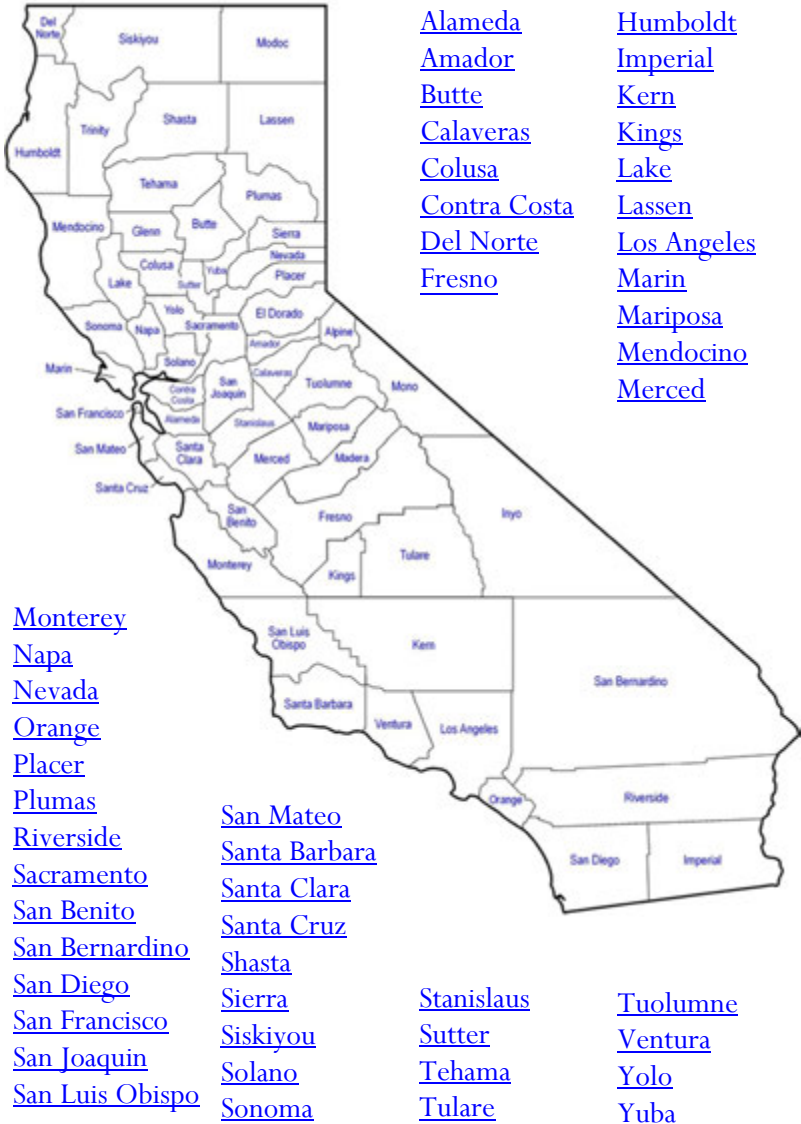 Del
Norte
Siskiyou
Modoc
Humboldt
Trinity
Shasta
Lassen
Tehama
Plumas
Mendocino
Glenn
Butte
Sierra
Nevada
Colusa
Yuba
Sutter
Placer
Lake
Yolo
El Dorado
Sonoma
Napa
Sacramento
Alpine
Amador
Solano
Marin
Calaveras
Contra
Costa
San
Joaquin
Tuolumne
Mono
San Francisco
Alameda
Stanislaus
Mariposa
San Mateo
Santa
Clara
Merced
Madera
Santa Cruz
San
Benito
Fresno
Inyo
Monterey
Kings
Tulare
San Luis
Obispo
Kern
San Bernardino
Santa Barbara
Ventura
Los Angeles
Orange
Riverside
San Diego
Imperial
Alameda
Amador
Butte
Calaveras
Colusa
Contra Costa
Del Norte
Fresno
Humboldt
Imperial
Kern
Kings
Lake
Lassen
Los Angeles
Marin
Mariposa
Mendocino
Merced
Monterey
Napa
Nevada
Orange
Placer
Plumas
Riverside
Sacramento
San Benito
San Bernardino
San Diego
San Francisco
San Joaquin
San Luis Obispo
San Mateo
Santa Barbara
Santa Clara
Santa Cruz
Shasta
Sierra
Siskiyou
Solano
Sonoma
Stanislaus
Sutter
Tehama
Tulare
Tuolumne
Ventura
Yolo
Yuba